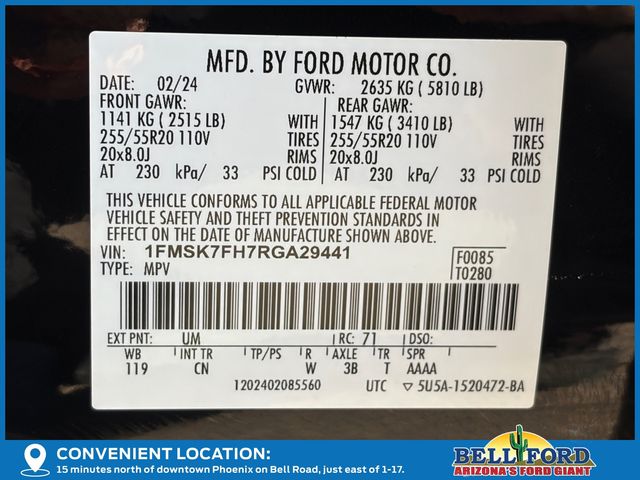 MFD. BY FORD MOTOR CO.
DATE: 02/24 GVWR: 2635 KG ( 5810 LB)
FRONT GAWR: REAR GAWR:
1141 KG ( 2515 LB) WITH 1547 KG ( 3410 LB) WITH
255/55R20 110V TIRES 255/55R20 110V TIRES
20x8.0J RIMS 20x8.0J RIMS
AT 230 kPa/ 33 PSI COLD AT 230 kPa/ 33 PSI COLD
THIS VEHICLE CONFORMS TO ALL APPLICABLE FEDERAL MOTOR
VEHICLE SAFETY AND THEFT PREVENTION STANDARDS IN
EFFECT ON THE DATE OF MANUFACTURE SHOWN ABOVE.
VIN: 1FMSK7FH7RGA29441 F0085
TYPE: MPV T0280
EXT PNT: UM RC: 71 DSO:
WB INT TR TP/PS R AXLE TR SPR
119 CN W 3B T AAAA
1202402085560 UTC ▽ 5U5A-1520472-BA
CONVENIENT LOCATION:
15 minutes north of downtown Phoenix on Bell Road, just east of 1-17.
BELL FORD
ARIZONA'S FORD GIANT